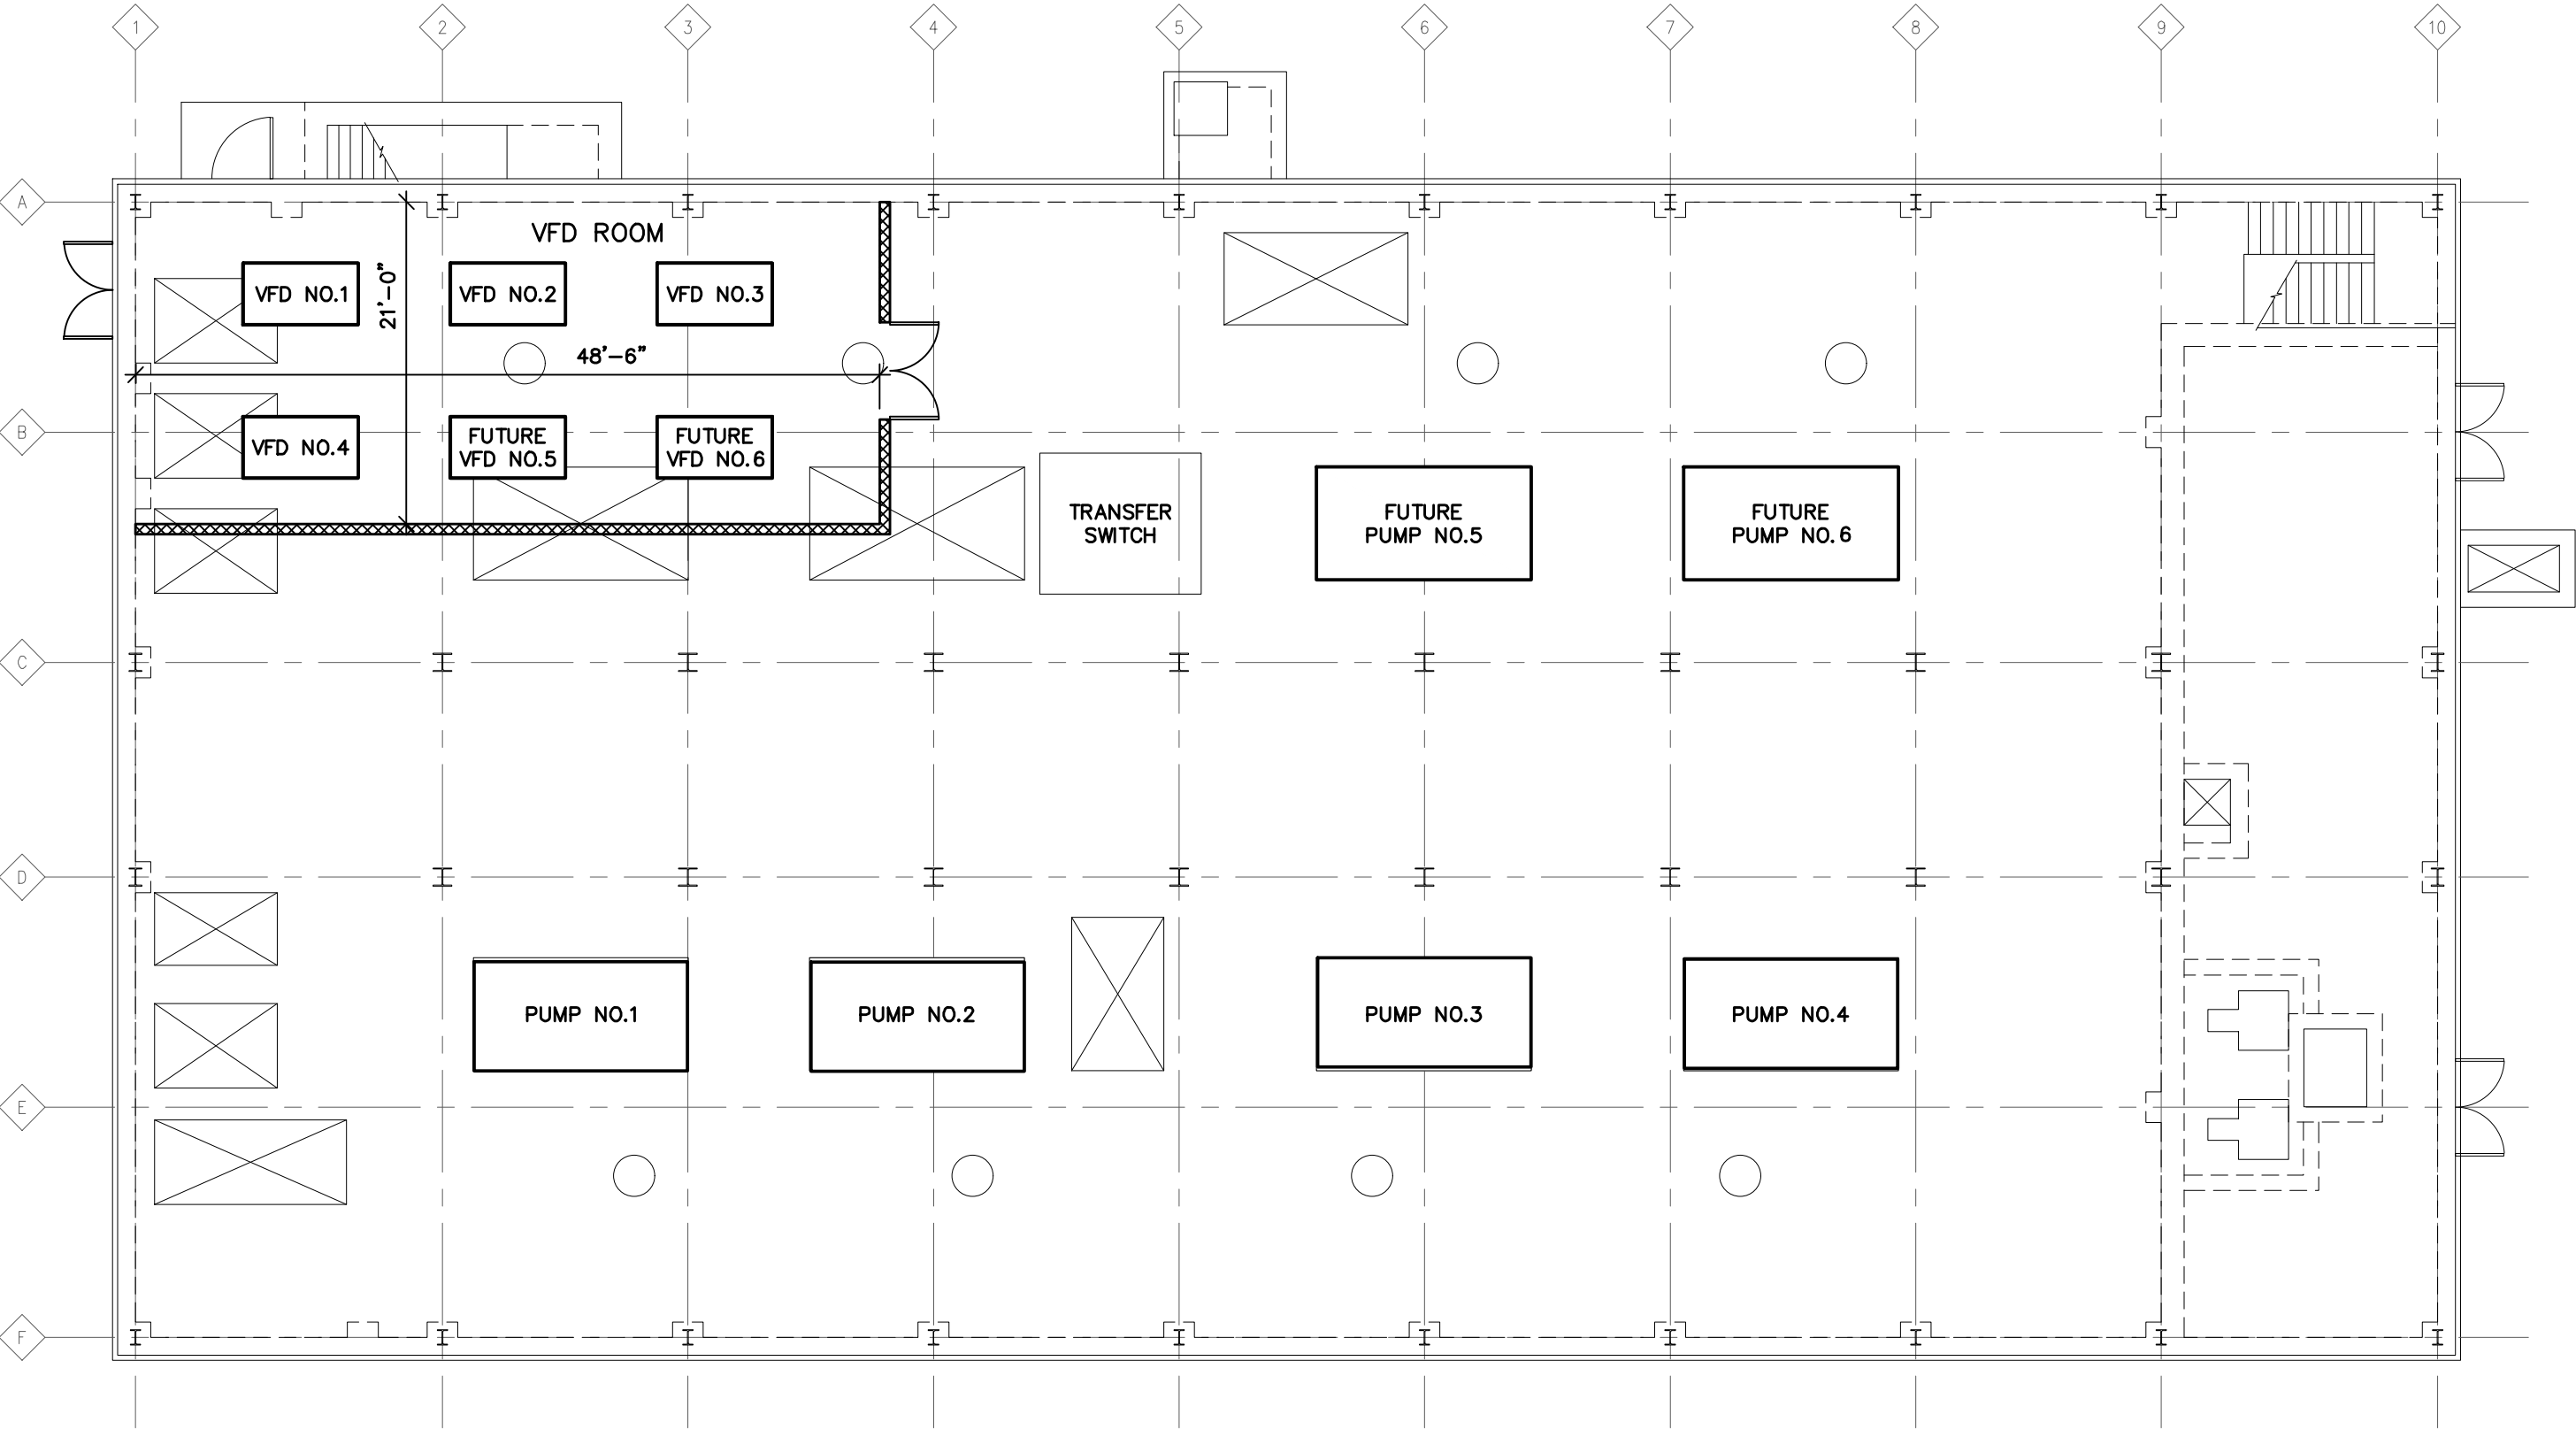 1 2 3 4 5 6 7 8 9 10
A
VFD ROOM
VFD NO.1 21'-0" VFD NO.2 VFD NO.3
48'-6"
B
VFD NO.4
FUTURE
VFD NO.5
FUTURE
VFD NO.6
TRANSFER
SWITCH
FUTURE
PUMP NO.5
FUTURE
PUMP NO.6
C
D
PUMP NO.1 PUMP NO.2 PUMP NO.3 PUMP NO.4
E
F